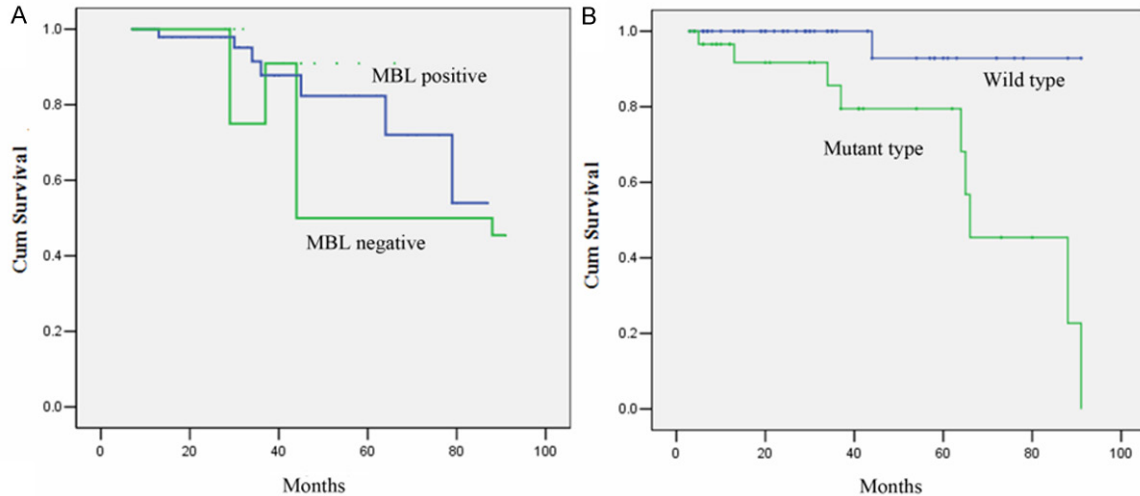 A
Cum Survival
1.0
0.8
0.6
0.4
0.2
0.0
MBL positive
MBL negative
0 20 40 60 80 100
Months
B
Cum Survival
1.0
0.8
0.6
0.4
0.2
0.0
Wild type
Mutant type
0 20 40 60 80 100
Months